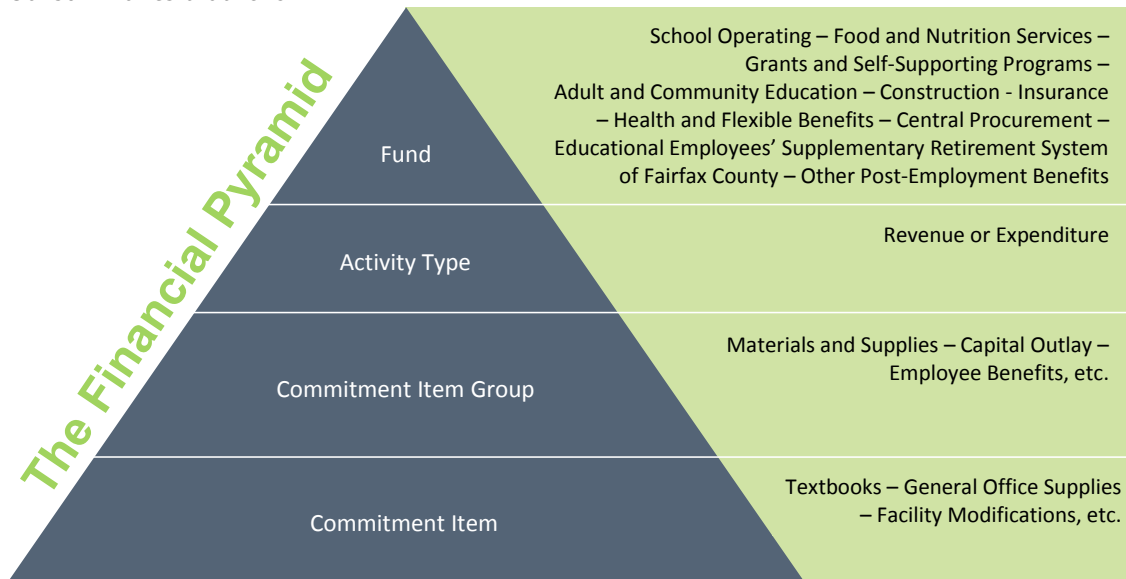 The Financial Pyramid
Fund
School Operating – Food and Nutrition Services –
Grants and Self-Supporting Programs –
Adult and Community Education – Construction - Insurance
– Health and Flexible Benefits – Central Procurement –
Educational Employees’ Supplementary Retirement System
of Fairfax County – Other Post-Employment Benefits
Activity Type
Revenue or Expenditure
Commitment Item Group
Materials and Supplies – Capital Outlay –
Employee Benefits, etc.
Commitment Item
Textbooks – General Office Supplies
– Facility Modifications, etc.